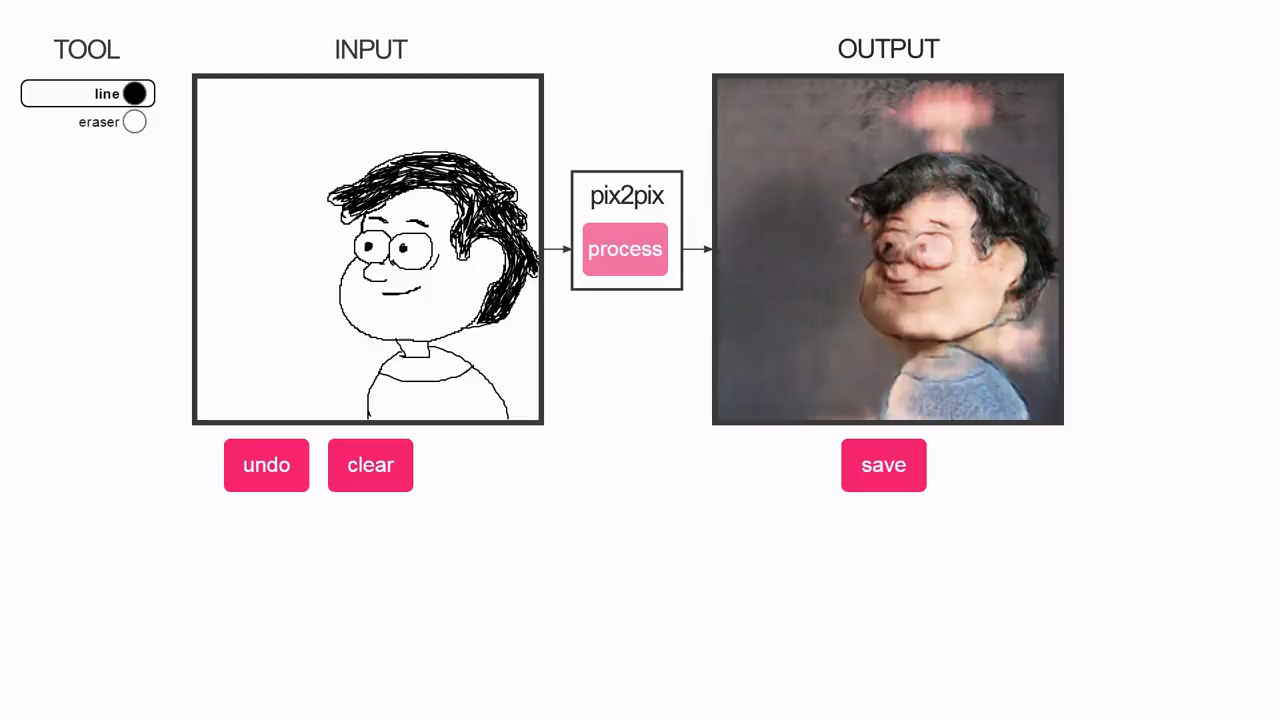 TOOL
INPUT
OUTPUT
line
eraser
pix2pix
process
undo
clear
save